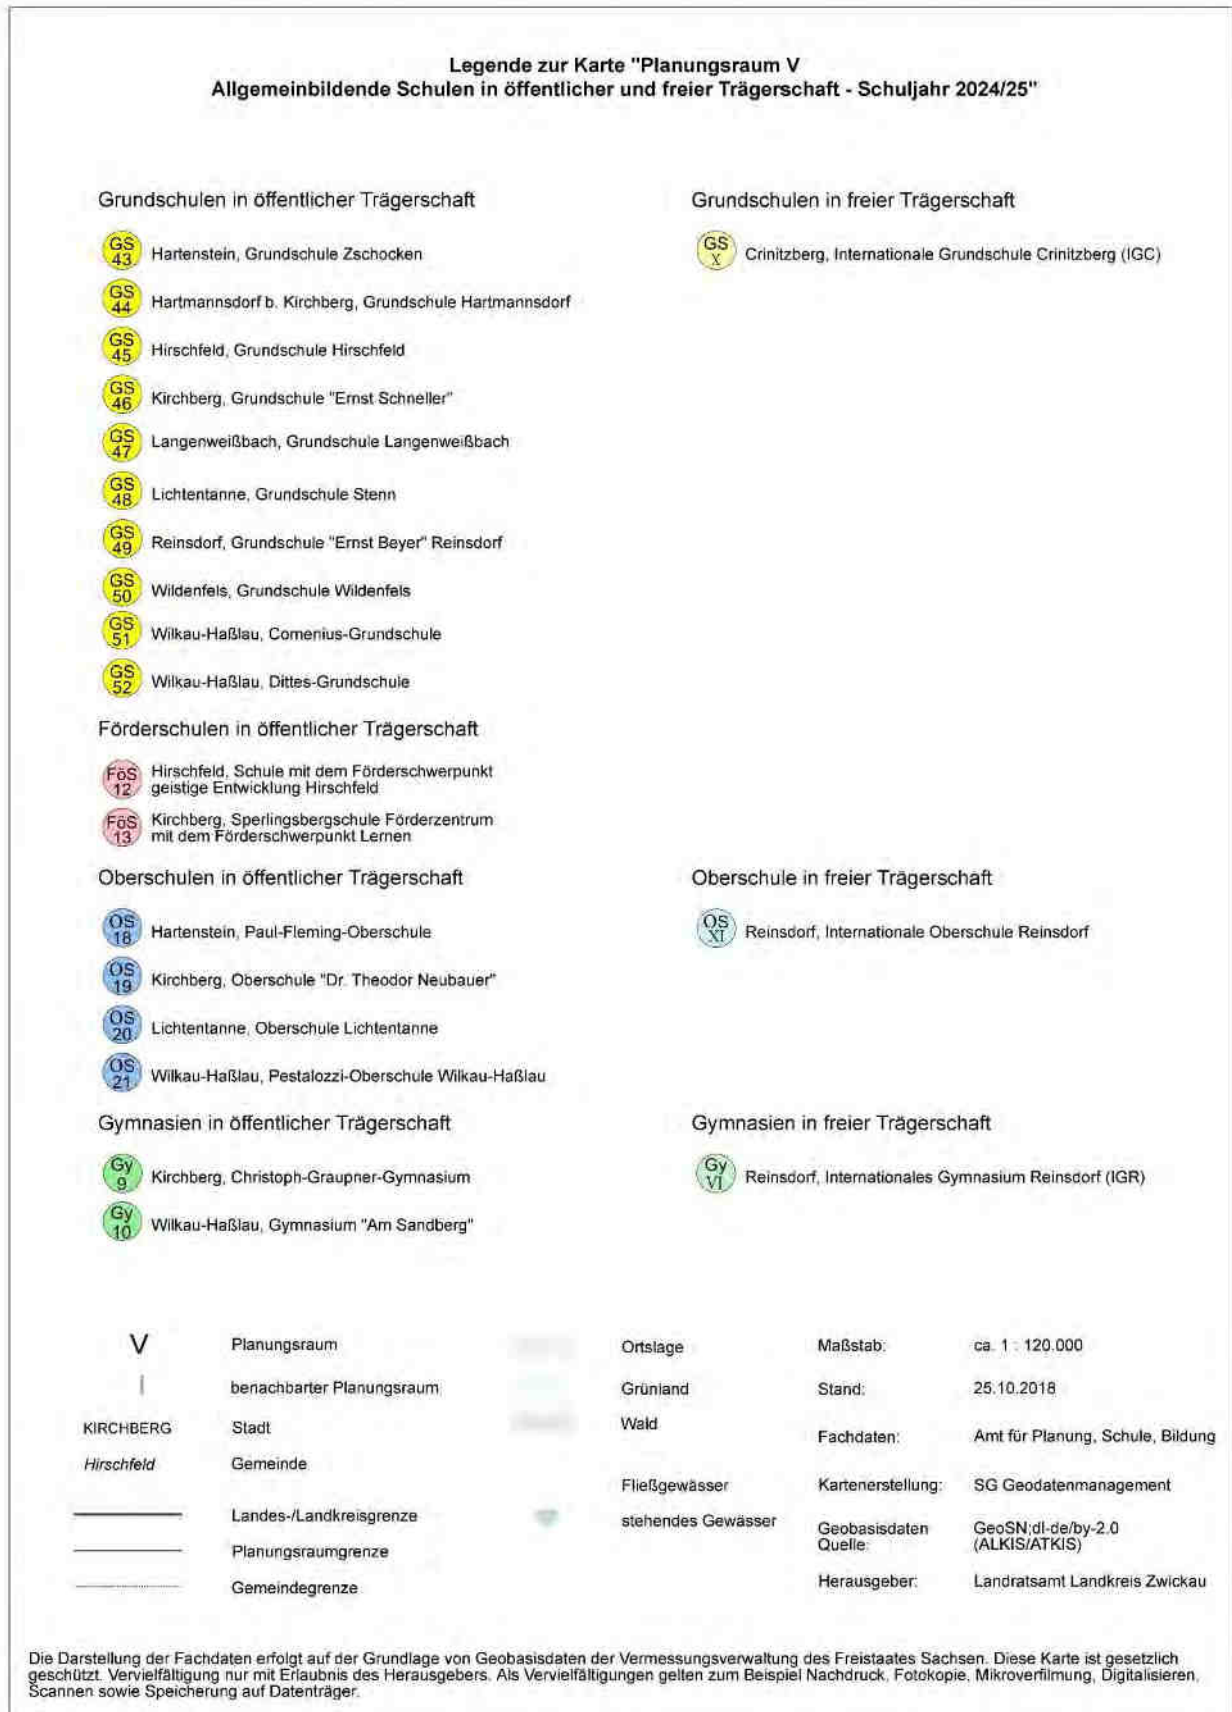 Legende zur Karte "Planungsraum V
Allgemeinbildende Schulen in öffentlicher und freier Trägerschaft - Schuljahr 2024/25"
Grundschulen in öffentlicher Trägerschaft
GS
43
Hartenstein, Grundschule Zschocken
GS
44
Hartmannsdorf b. Kirchberg, Grundschule Hartmannsdorf
GS
45
Hirschfeld, Grundschule Hirschfeld
GS
46
Kirchberg, Grundschule "Ernst Schneller"
GS
47
Langenweißbach, Grundschule Langenweißbach
GS
48
Lichtentanne, Grundschule Stenn
GS
49
Reinsdorf, Grundschule "Ernst Beyer" Reinsdorf
GS
50
Wildenfels, Grundschule Wildenfels
GS
51
Wilkau-Haßlau, Comenius-Grundschule
GS
52
Wilkau-Haßlau, Dittes-Grundschule
Grundschulen in freier Trägerschaft
GS
X
Crinitzberg, Internationale Grundschule Crinitzberg (IGC)
Förderschulen in öffentlicher Trägerschaft
FöS
12
Hirschfeld, Schule mit dem Förderschwerpunkt
geistige Entwicklung Hirschfeld
FöS
13
Kirchberg, Sperlingsbergschule Förderzentrum
mit dem Förderschwerpunkt Lernen
Oberschulen in öffentlicher Trägerschaft
OS
18
Hartenstein, Paul-Fleming-Oberschule
OS
19
Kirchberg, Oberschule "Dr. Theodor Neubauer"
OS
20
Lichtentanne, Oberschule Lichtentanne
OS
21
Wilkau-Haßlau, Pestalozzi-Oberschule Wilkau-Haßlau
Oberschule in freier Trägerschaft
OS
XI
Reinsdorf, Internationale Oberschule Reinsdorf
Gymnasien in öffentlicher Trägerschaft
Gy
9
Kirchberg, Christoph-Graupner-Gymnasium
Gy
10
Wilkau-Haßlau, Gymnasium "Am Sandberg"
Gymnasien in freier Trägerschaft
Gy
VI
Reinsdorf, Internationales Gymnasium Reinsdorf (IGR)
V Planungsraum
I benachbarter Planungsraum
KIRCHBERG Stadt
Hirschfeld Gemeinde
Landes-/Landkreisgrenze
Planungsraumgrenze
Gemeindegrenze
Ortslage
Grünland
Wald
Fließgewässer
stehendes Gewässer
Maßstab: ca. 1 : 120.000
Stand: 25.10.2018
Fachdaten: Amt für Planung, Schule, Bildung
Kartenerstellung: SG Geodatenmanagement
Geobasisdaten GeoSN;dl-de/by-2.0
Quelle: (ALKIS/ATKIS)
Herausgeber: Landratsamt Landkreis Zwickau
Die Darstellung der Fachdaten erfolgt auf der Grundlage von Geobasisdaten der Vermessungsverwaltung des Freistaates Sachsen. Diese Karte ist gesetzlich
geschützt. Vervielfältigung nur mit Erlaubnis des Herausgebers. Als Vervielfältigungen gelten zum Beispiel Nachdruck, Fotokopie, Mikroverfilmung, Digitalisieren,
Scannen sowie Speicherung auf Datenträger.